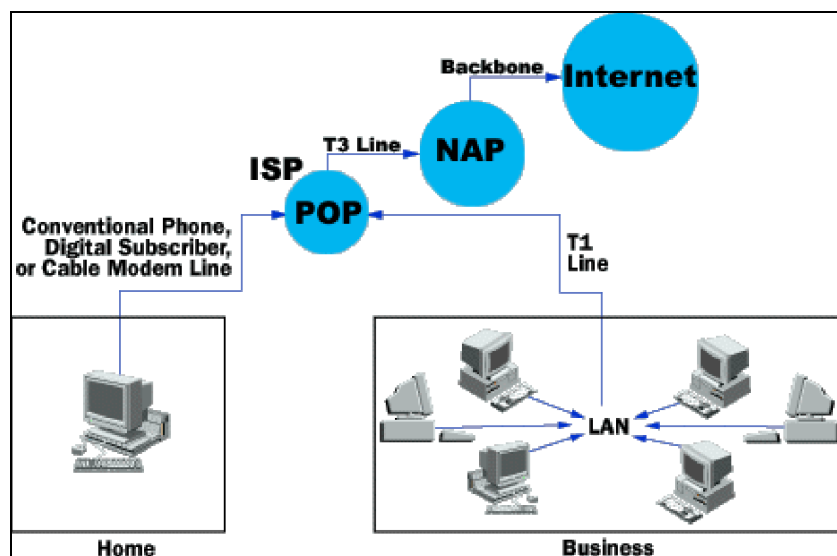 Backbone
Internet
T3 Line
NAP
ISP
POP
Conventional Phone,
Digital Subscriber,
or Cable Modem Line
T1
Line
LAN
Home
Business